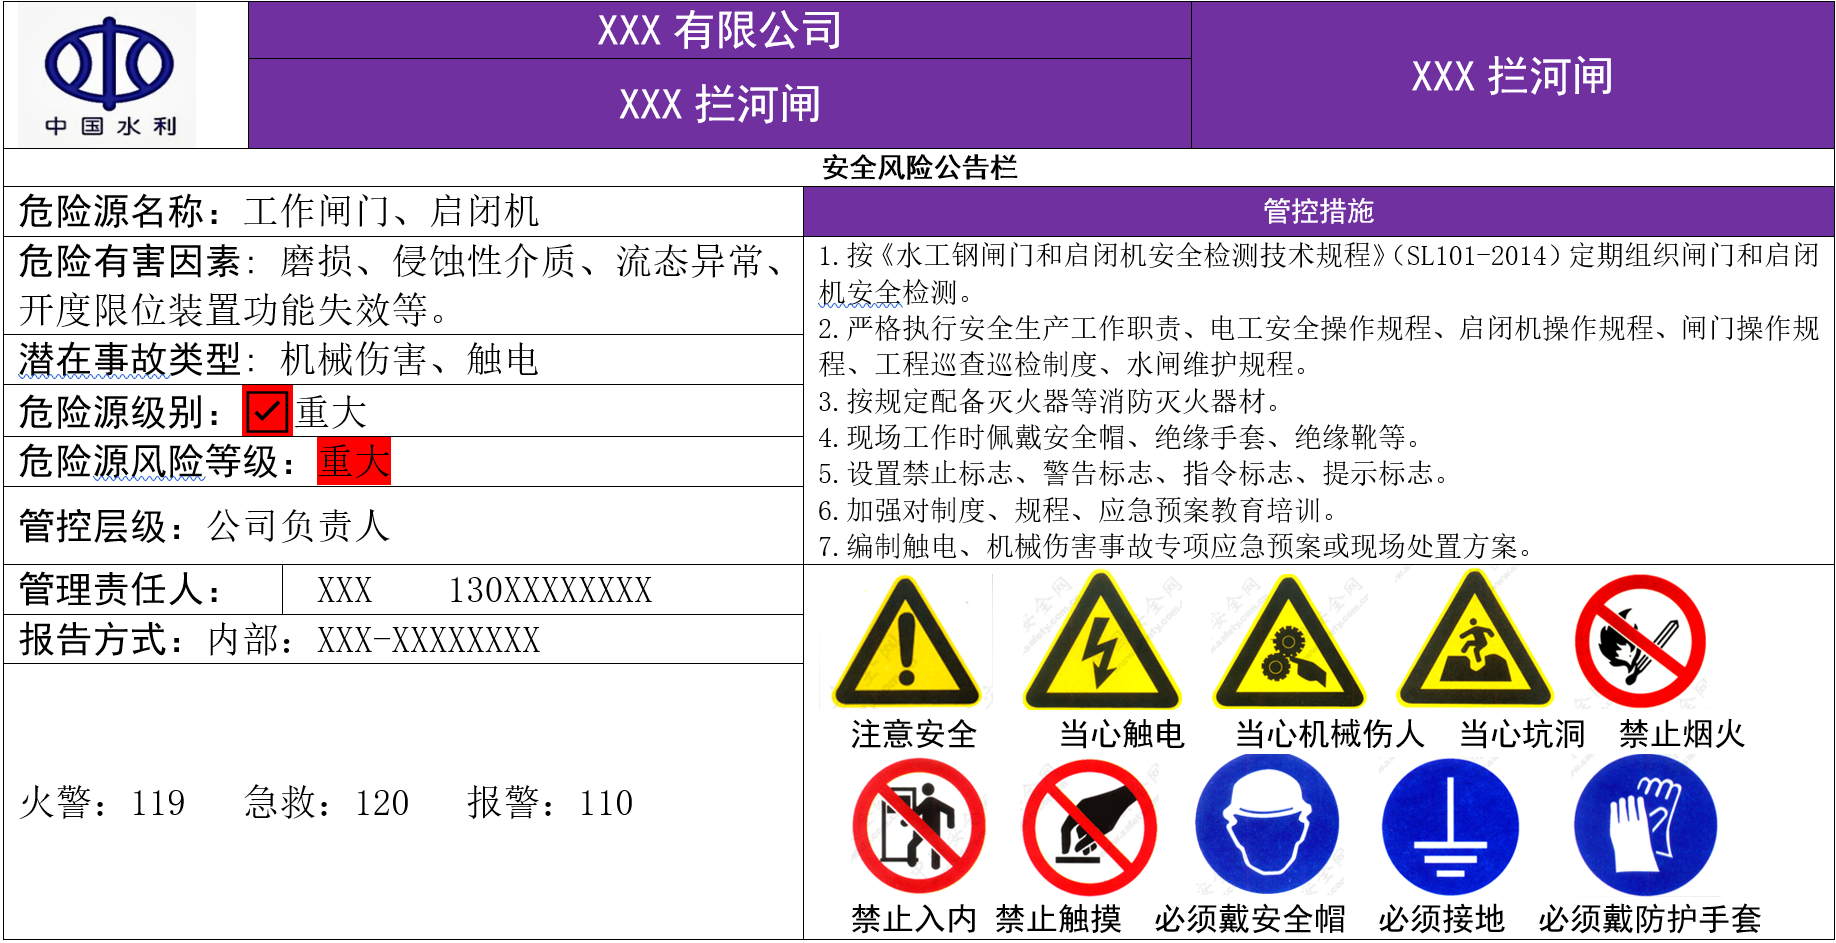 中国水利
XXX 有限公司
XXX 拦河闸
XXX 拦河闸
安全风险公告栏
危险源名称：工作闸门、启闭机
危险有害因素：磨损、侵蚀性介质、流态异常、
开度限位装置功能失效等。
潜在事故类型：机械伤害、触电
危险源级别：☑重大
危险源风险等级：重大
管控层级：公司负责人
管理责任人： XXX 130XXXXXXXX
报告方式：内部：XXX-XXXXXXXX
火警：119 急救：120 报警：110
管控措施
1.按《水工钢闸门和启闭机安全检测技术规程》（SL101-2014）定期组织闸门和启闭
机安全检测。
2.严格执行安全生产工作职责、电工安全操作规程、启闭机操作规程、闸门操作规
程、工程巡查巡检制度、水闸维护规程。
3.按规定配备灭火器等消防灭火器材。
4.现场工作时佩戴安全帽、绝缘手套、绝缘靴等。
5.设置禁止标志、警告标志、指令标志、提示标志。
6.加强对制度、规程、应急预案教育培训。
7.编制触电、机械伤害事故专项应急预案或现场处置方案。
注意安全 当心触电 当心机械伤人 当心坑洞 禁止烟火
禁止入内 禁止触摸 必须戴安全帽 必须接地 必须戴防护手套